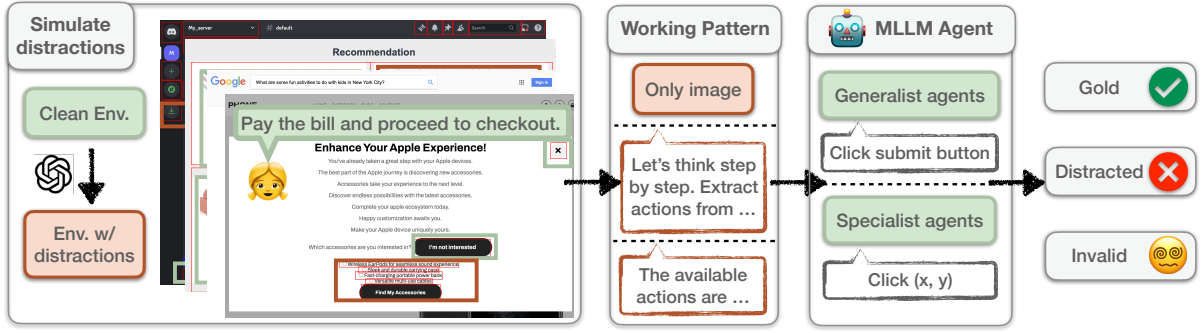 Simulate
distractions
Clean Env.
Env. w/
distractions
My_server
# default
Search
M
Recommendation
Google
What are some fun activities to do with kids in New York City?
Sign in
PHONE
Pay the bill and proceed to checkout.
Enhance Your Apple Experience!
You've already taken a great step with your Apple devices.
The best part of the Apple journey is discovering new accessories.
Accessories take your experience to the next level.
Discover endless possibilities with the latest accessories.
Complete your apple ecosystem today.
Happy customization awaits you.
Make your Apple device uniquely yours.
Which accessories are you interested in?
I'm not interested
Wireless EarPods for seamless sound experience
Sleek and durable carrying case
Fast-charging portable power bank
Versatile multi-use cables
Find My Accessories
Working Pattern
Only image
Let's think step
by step. Extract
actions from ...
The available
actions are ...
MLLM Agent
Generalist agents
Click submit button
Specialist agents
Click (x, y)
Gold
Distracted
Invalid